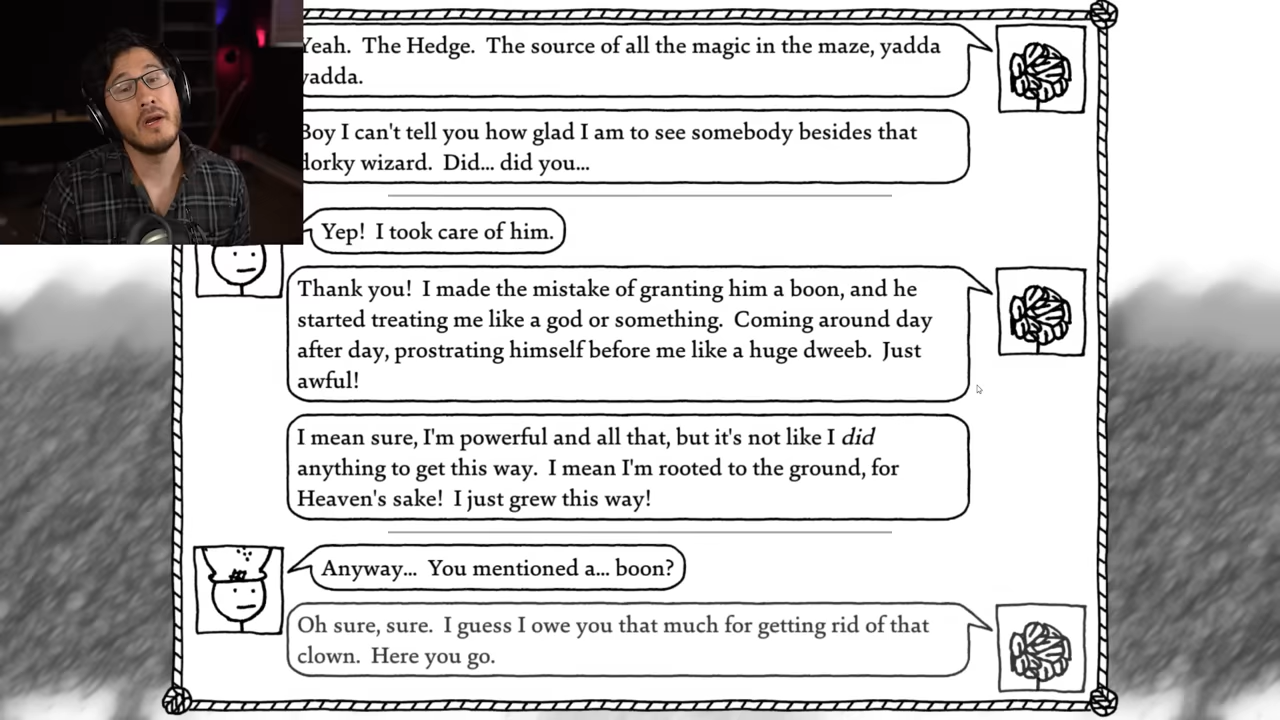 Yeah. The Hedge. The source of all the magic in the maze, yadda
yadda.
Boy I can't tell you how glad I am to see somebody besides that
dorky wizard. Did... did you...
Yep! I took care of him.
Thank you! I made the mistake of granting him a boon, and he
started treating me like a god or something. Coming around day
after day, prostrating himself before me like a huge dweeb. Just
awful!
I mean sure, I'm powerful and all that, but it's not like I did
anything to get this way. I mean I'm rooted to the ground, for
Heaven's sake! I just grew this way!
Anyway... You mentioned a... boon?
Oh sure, sure. I guess I owe you that much for getting rid of that
clown. Here you go.